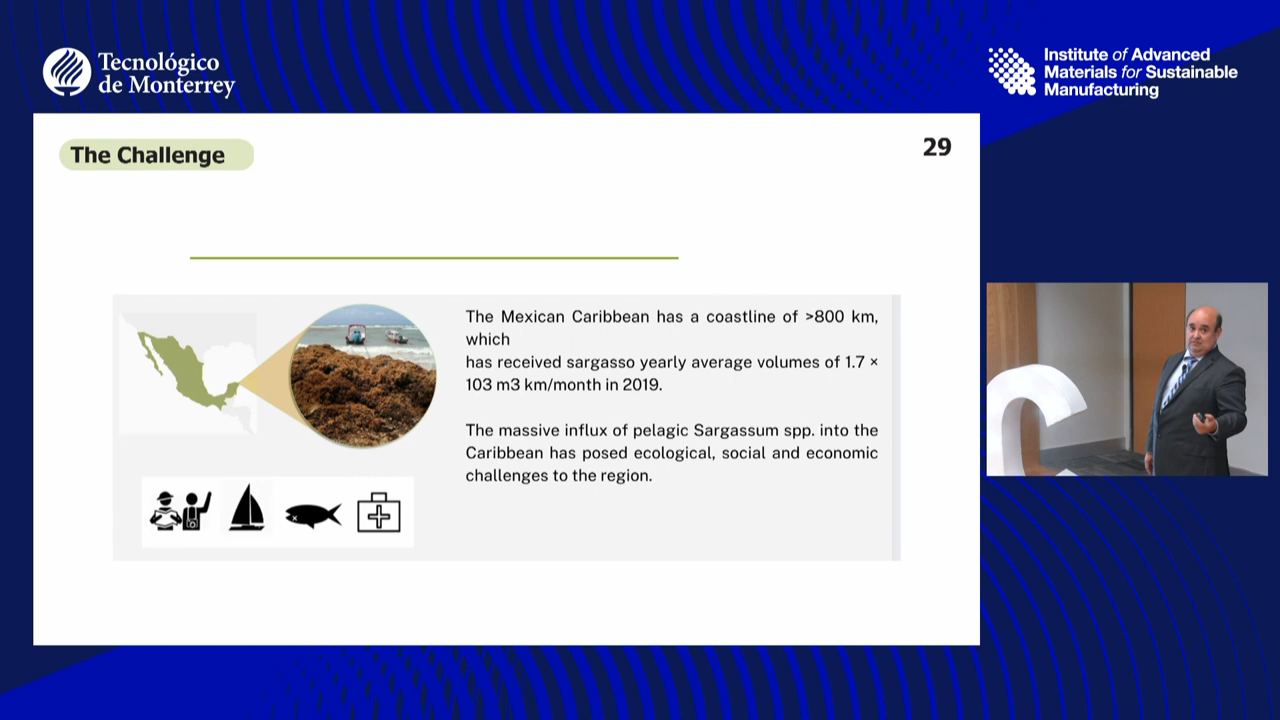 Tecnológico
de Monterrey
Institute of Advanced
Materials for Sustainable
Manufacturing
The Challenge
29
The Mexican Caribbean has a coastline of >800 km,
which
has received sargasso yearly average volumes of 1.7 ×
103 m3 km/month in 2019.
The massive influx of pelagic Sargassum spp. into the
Caribbean has posed ecological, social and economic
challenges to the region.